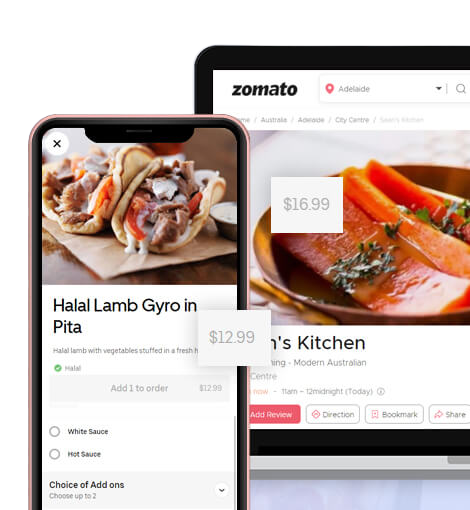 zomato
Adelaide
Australia / Adelaide / City Centre / Sean's Kitchen
$16.99
Halal Lamb Gyro in
Pita
Halal lamb with vegetables stuffed in a fresh
Halal
Add 1 to order $12.99
White Sauce
Hot Sauce
Choice of Add ons
Choose up to 2
$12.99
n's Kitchen
ning - Modern Australian
Centre
now - 11am – 12midnight (Today)
Add Review
Direction
Bookmark
Share